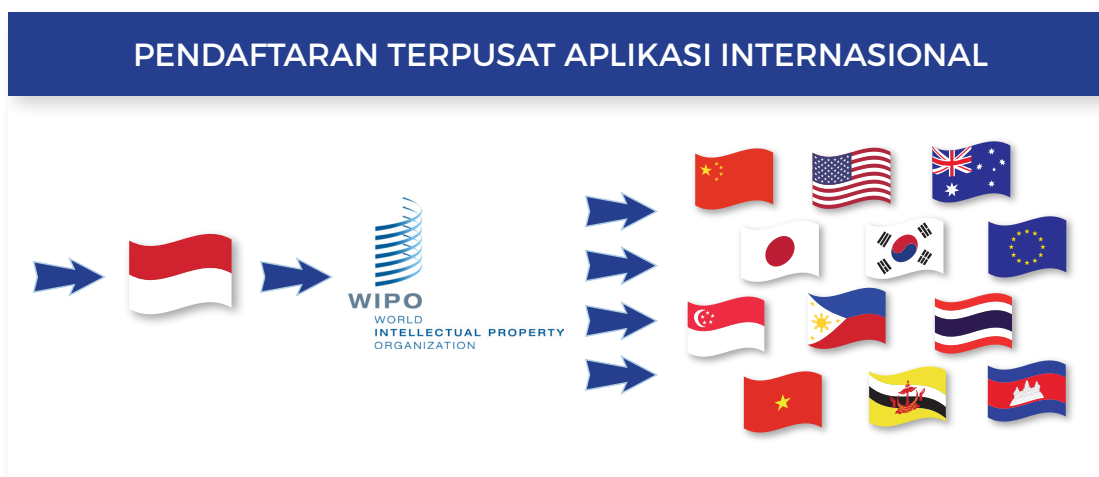 PENDAFTARAN TERPUSAT APLIKASI INTERNASIONAL
WIPO
WORLD
INTELLECTUAL PROPERTY
ORGANIZATION